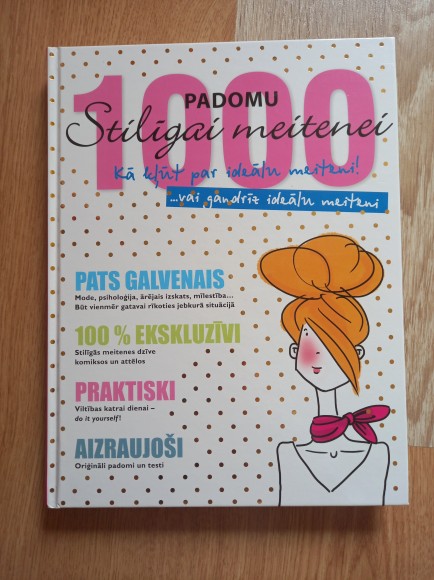 1000
PADOMU
Stilīgai meitenei
Kā kļūt par ideālu meiteni!
...vai gandrīz ideālu meiteni
PATS GALVENAIS
Mode, psiholoģija, ārējais izskats, mīlestība...
Būt vienmēr gatavai rīkoties jebkurā situācijā
100 % EKSKLUZĪVI
Stilīgās meitenes dzīve
komiksos un attēlos
PRAKTISKI
Viltības katrai dienai –
do it yourself!
AIZRAUJOŠI
Oriģināli padomi un testi